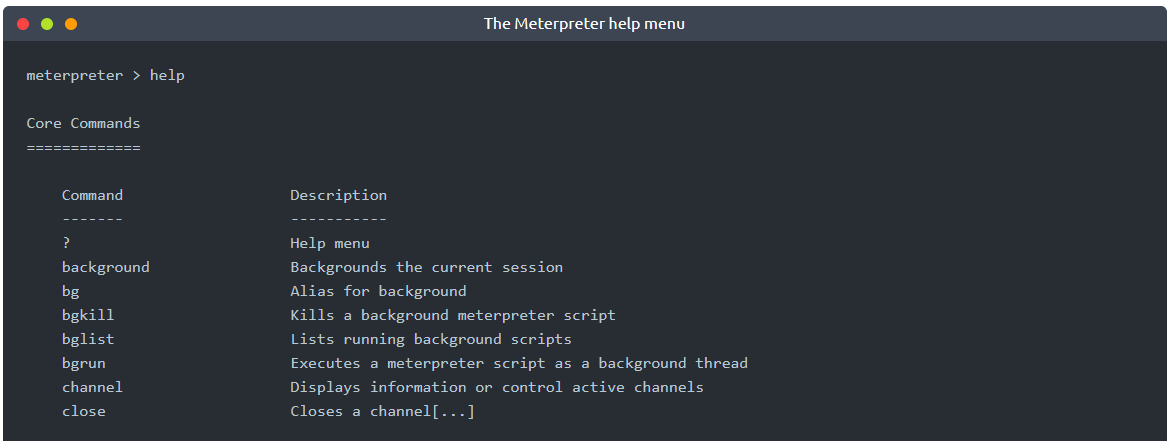 The Meterpreter help menu
meterpreter > help
Core Commands
=============
Command                   Description
-------                   -----------
?                         Help menu
background                Backgrounds the current session
bg                        Alias for background
bgkill                    Kills a background meterpreter script
bglist                    Lists running background scripts
bgrun                     Executes a meterpreter script as a background thread
channel                   Displays information or control active channels
close                     Closes a channel[...]